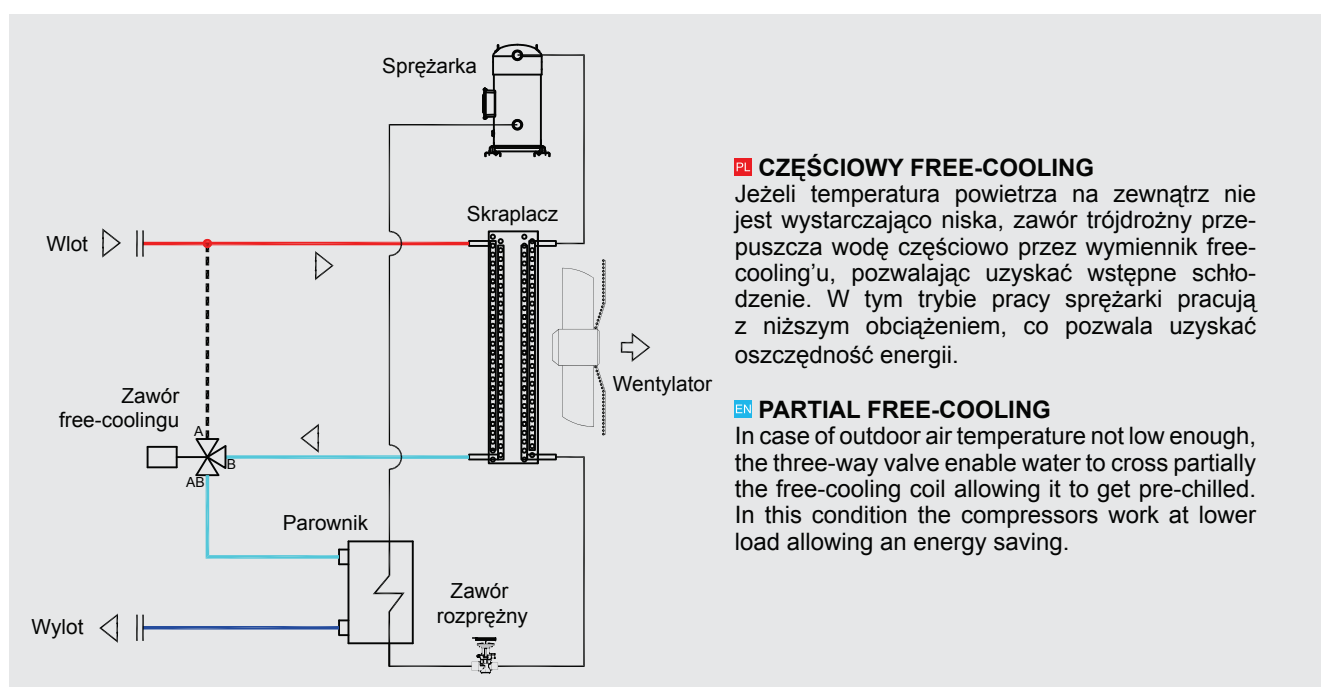 Sprężarka
Skraplacz
Wlot
Wentylator
Zawór
free-coolingu
A
B
AB
Parownik
Zawór
rozprężny
Wylot
PL CZĘŚCIOWY FREE-COOLING
Jeżeli temperatura powietrza na zewnątrz nie
jest wystarczająco niska, zawór trójdrożny prze-
puszcza wodę częściowo przez wymiennik free-
cooling'u, pozwalając uzyskać wstępne schło-
dzenie. W tym trybie pracy sprężarki pracują
z niższym obciążeniem, co pozwala uzyskać
oszczędność energii.
EN PARTIAL FREE-COOLING
In case of outdoor air temperature not low enough,
the three-way valve enable water to cross partially
the free-cooling coil allowing it to get pre-chilled.
In this condition the compressors work at lower
load allowing an energy saving.